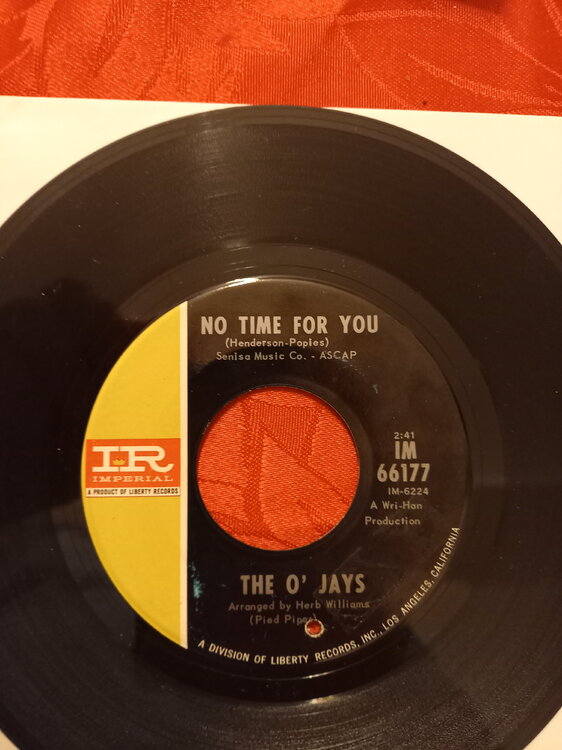 NO TIME FOR YOU
(Henderson-Poples)
Senisa Music Co. - ASCAP
2:41
IM
66177
IM-6224
A Wri-Han
Production
IR
IMPERIAL
A PRODUCT OF LIBERTY RECORDS
THE O' JAYS
Arranged by Herb Williams
(Pied Piper)
A DIVISION OF LIBERTY RECORDS, INC., LOS ANGELES, CALIFORNIA